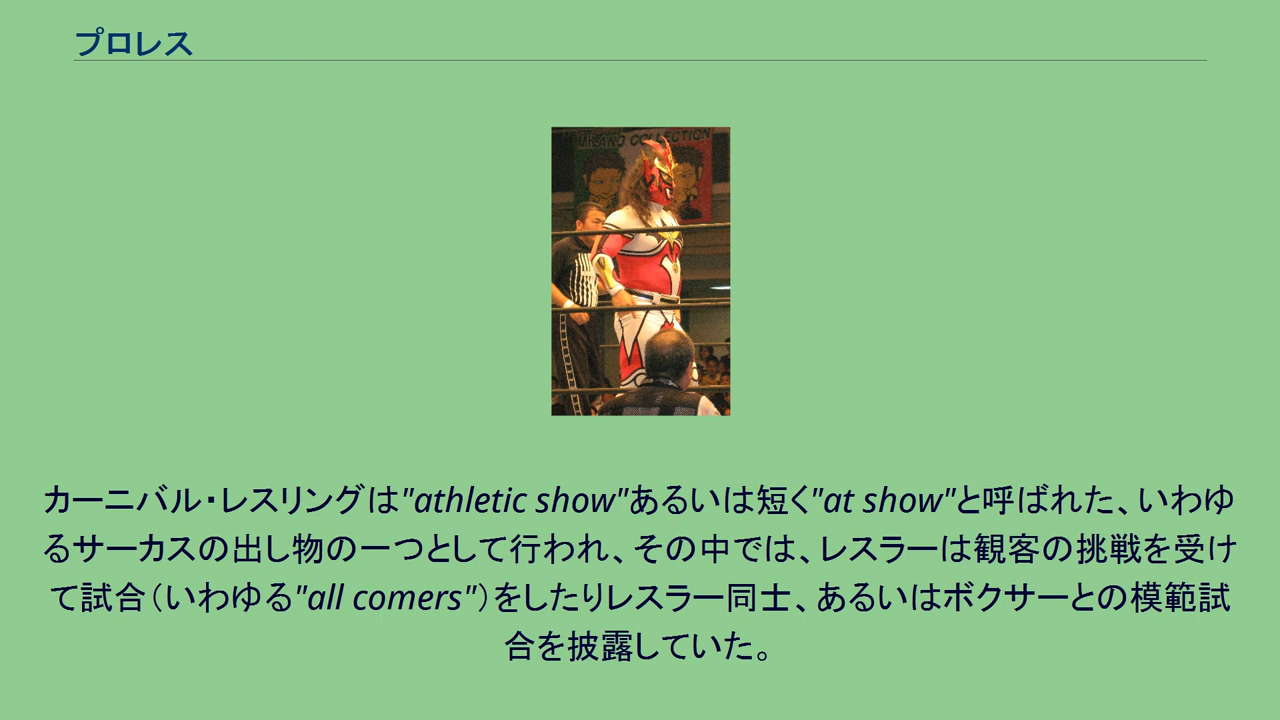 プロレス
MILANO COLLECTION
カーニバル・レスリングは"athletic show"あるいは短く"at show"と呼ばれた、いわゆ
るサーカスの出し物の一つとして行われ、その中では、レスラーは観客の挑戦を受け
て試合（いわゆる"all comers"）をしたりレスラー同士、あるいはボクサーとの模範試
合を披露していた。